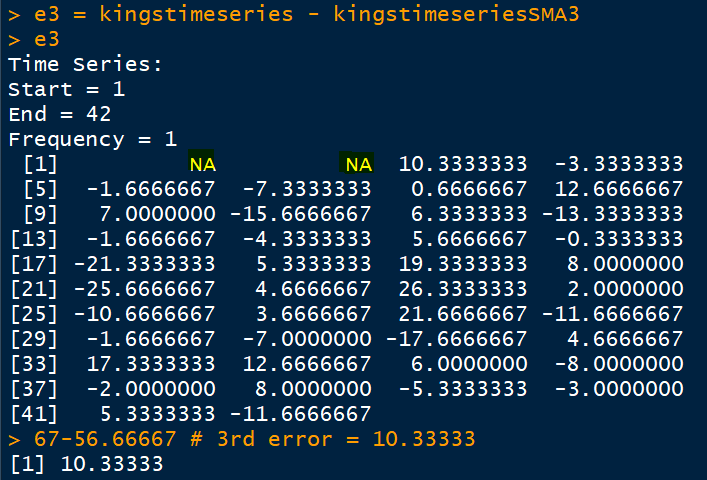 > e3 = kingstimeseries - kingstimeseriesSMA3
> e3
Time Series:
Start = 1
End = 42
Frequency = 1
[1] NA NA 10.3333333 -3.3333333
[5] -1.6666667 -7.3333333 0.6666667 12.6666667
[9] 7.0000000 -15.6666667 6.3333333 -13.3333333
[13] -1.6666667 -4.3333333 5.6666667 -0.3333333
[17] -21.3333333 5.3333333 19.3333333 8.0000000
[21] -25.6666667 4.6666667 26.3333333 2.0000000
[25] -10.6666667 3.6666667 21.6666667 -11.6666667
[29] -1.6666667 -7.0000000 -17.6666667 4.6666667
[33] 17.3333333 12.6666667 6.0000000 -8.0000000
[37] -2.0000000 8.0000000 -5.3333333 -3.0000000
[41] 5.3333333 -11.6666667
> 67-56.66667 # 3rd error = 10.33333
[1] 10.33333